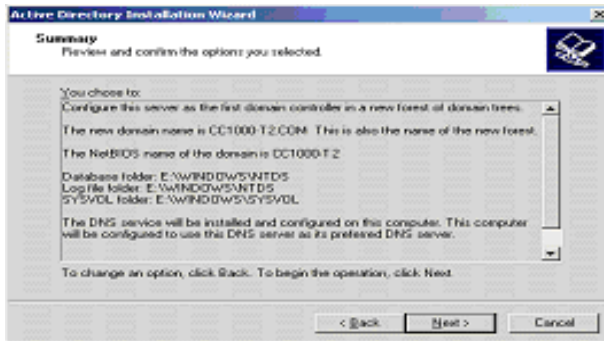 Active Directory Installation Wizard
Summary
Review and confirm the options you selected.
You chose to:
Configure this server as the first domain controller in a new forest of domain trees.
The new domain name is CC1000-T2.COM. This is also the name of the new forest.
The NetBIOS name of the domain is CC1000-T2
Database folder: E:\WINDOWS\NTDS
Log file folder: E:\WINDOWS\NTDS
SYSVOL folder: E:\WINDOWS\SYSVOL
The DNS service will be installed and configured on this computer. This computer
will be configured to use this DNS server as its preferred DNS server.
To change an option, click Back. To begin the operation, click Next.
< Back Next > Cancel